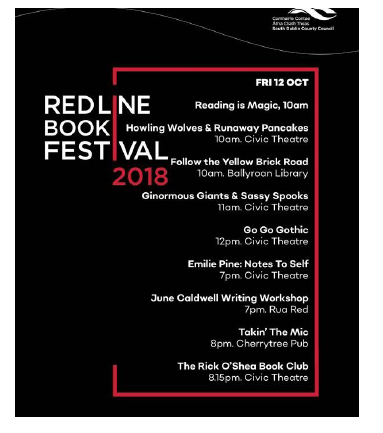 Comhairle Contae
Átha Cliath Theas
South Dublin County Council
FRI 12 OCT
RED LINE
BOOK
FESTIVAL
2018
Reading is Magic, 10am
Howling Wolves & Runaway Pancakes
10am. Civic Theatre
Follow the Yellow Brick Road
10am. Ballyroan Library
Ginormous Giants & Sassy Spooks
11am. Civic Theatre
Go Go Gothic
12pm. Civic Theatre
Emilie Pine: Notes To Self
7pm. Civic Theatre
June Caldwell Writing Workshop
7pm. Rua Red
Takin' The Mic
8pm. Cherrytree Pub
The Rick O'Shea Book Club
8.15pm. Civic Theatre